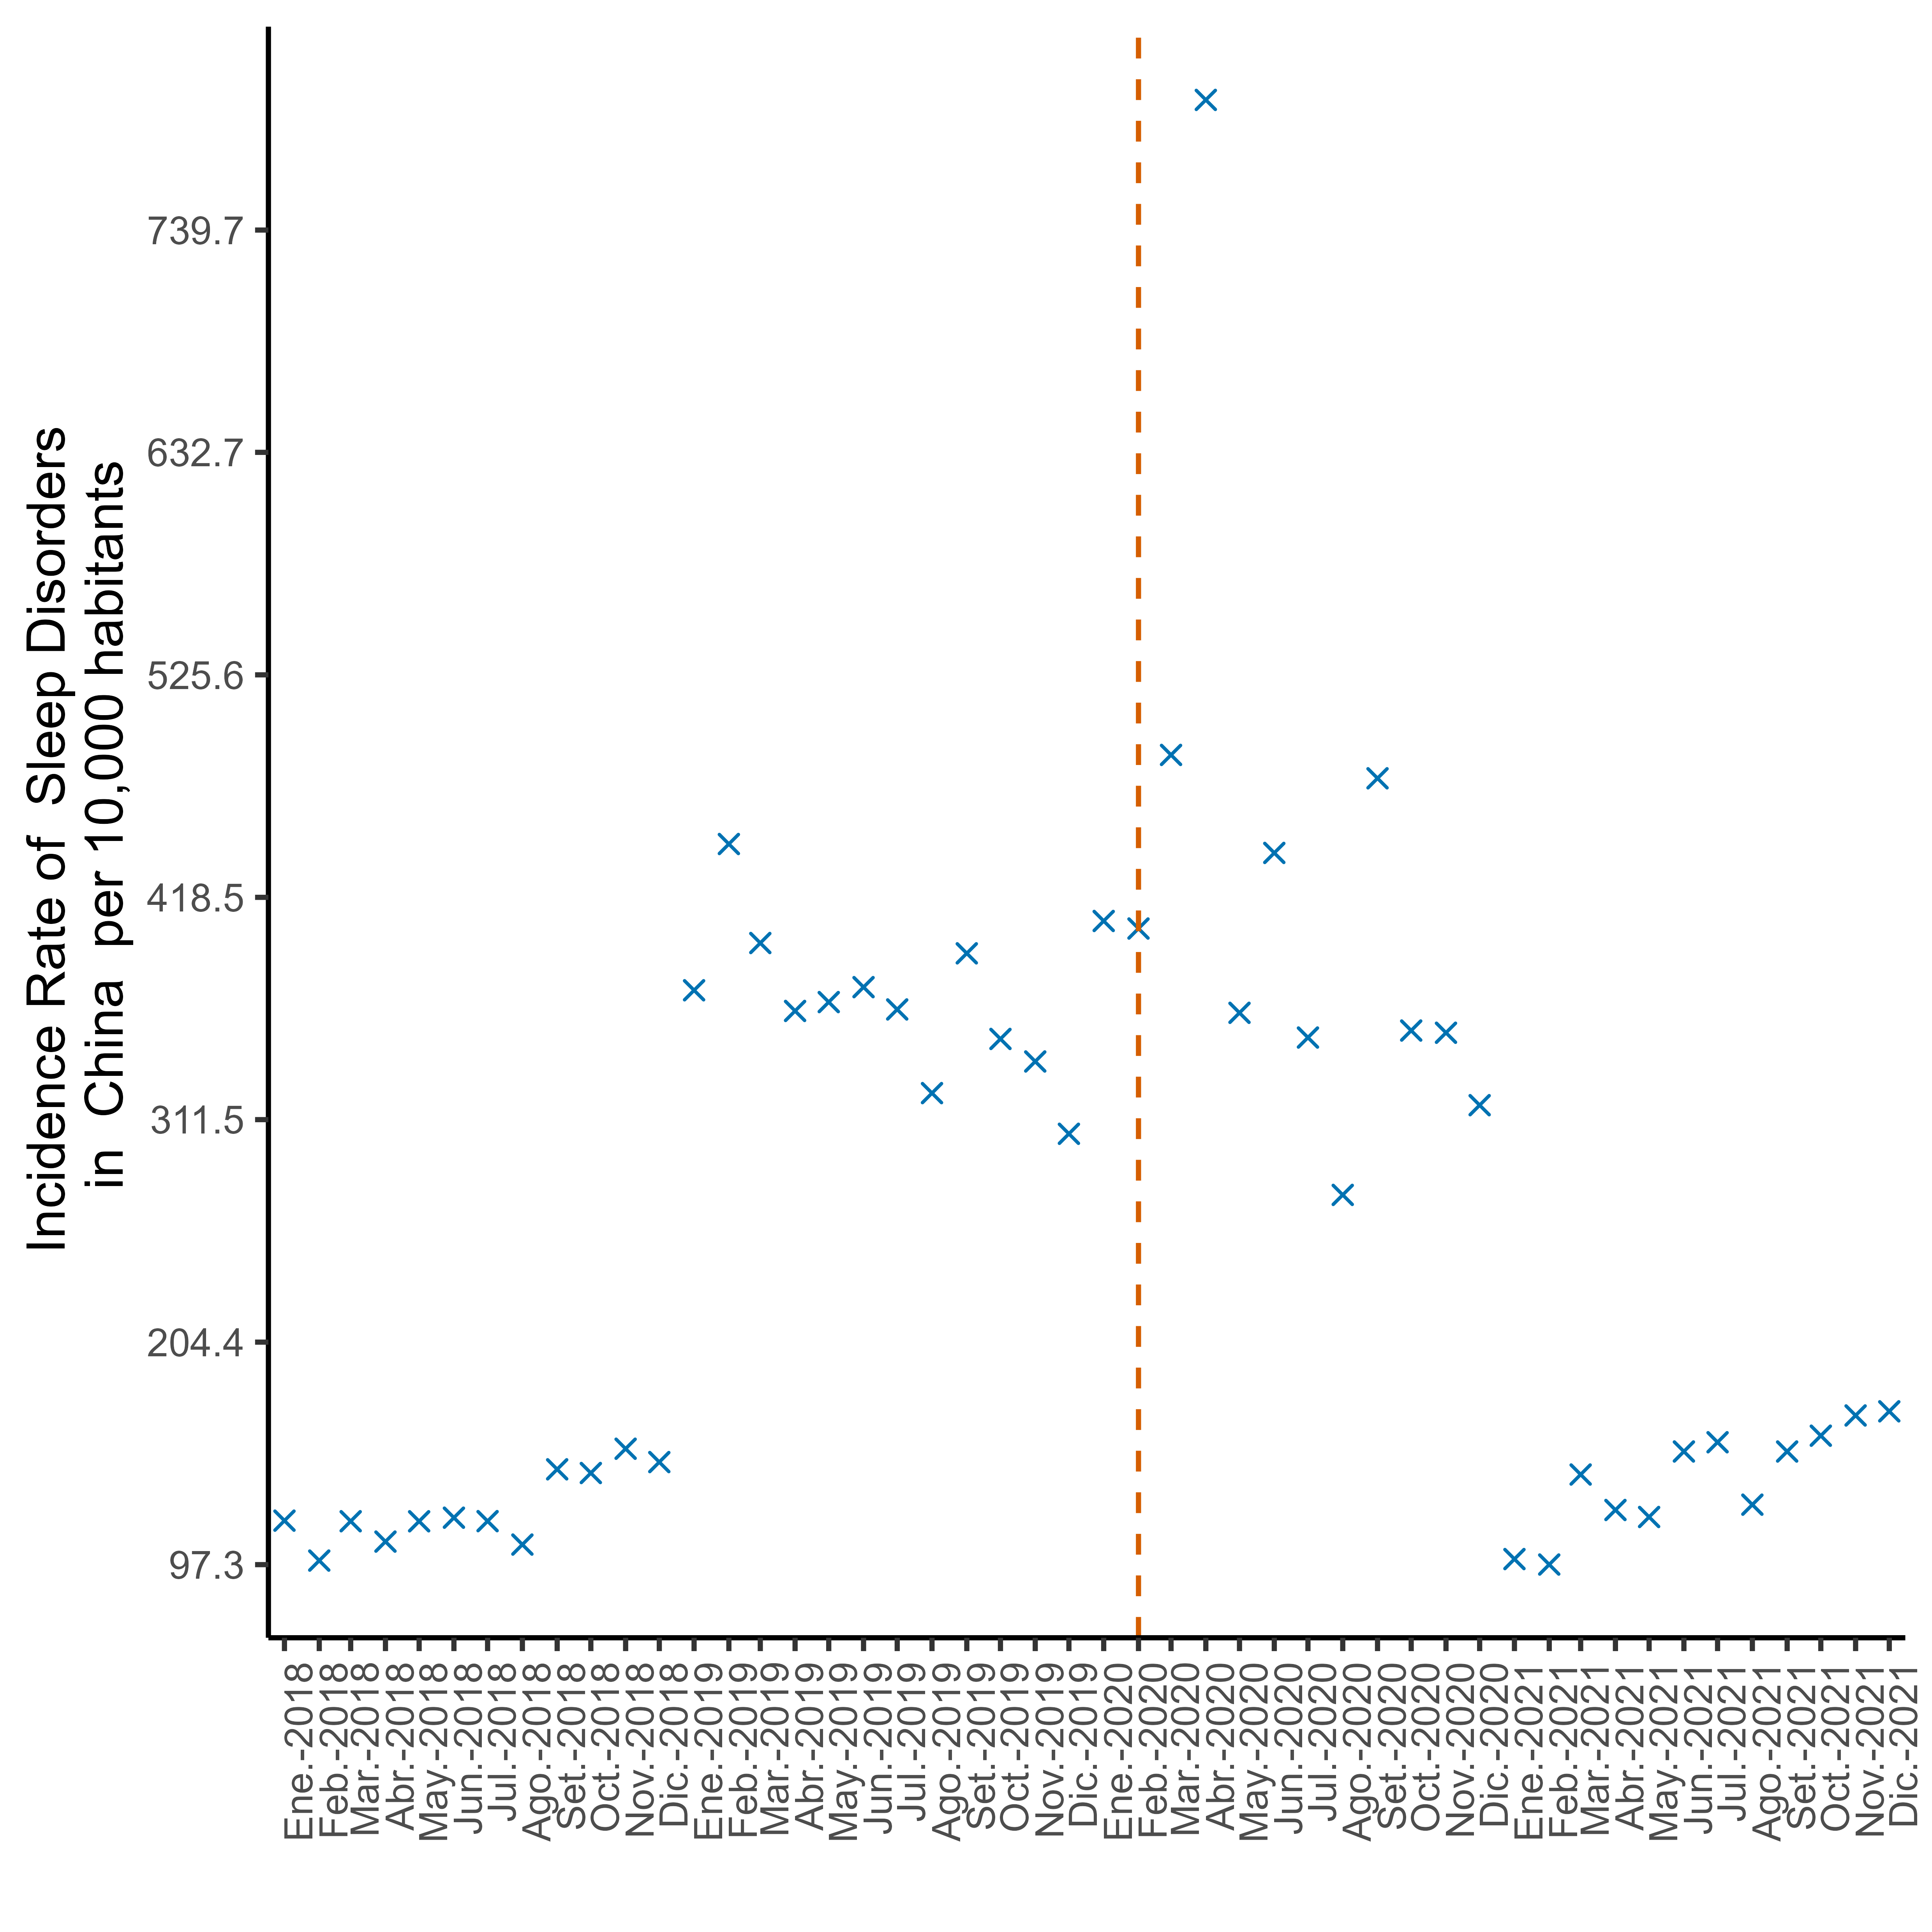 Incidence Rate of  Sleep Disorders
in  China  per 10,000 habitants
739.7
632.7
525.6
418.5
311.5
204.4
97.3
Ene.-2018
Feb.-2018
Mar.-2018
Abr.-2018
May.-2018
Jun.-2018
Jul.-2018
Ago.-2018
Set.-2018
Oct.-2018
Nov.-2018
Dic.-2018
Ene.-2019
Feb.-2019
Mar.-2019
Abr.-2019
May.-2019
Jun.-2019
Jul.-2019
Ago.-2019
Set.-2019
Oct.-2019
Nov.-2019
Dic.-2019
Ene.-2020
Feb.-2020
Mar.-2020
Abr.-2020
May.-2020
Jun.-2020
Jul.-2020
Ago.-2020
Set.-2020
Oct.-2020
Nov.-2020
Dic.-2020
Ene.-2021
Feb.-2021
Mar.-2021
Abr.-2021
May.-2021
Jun.-2021
Jul.-2021
Ago.-2021
Set.-2021
Oct.-2021
Nov.-2021
Dic.-2021